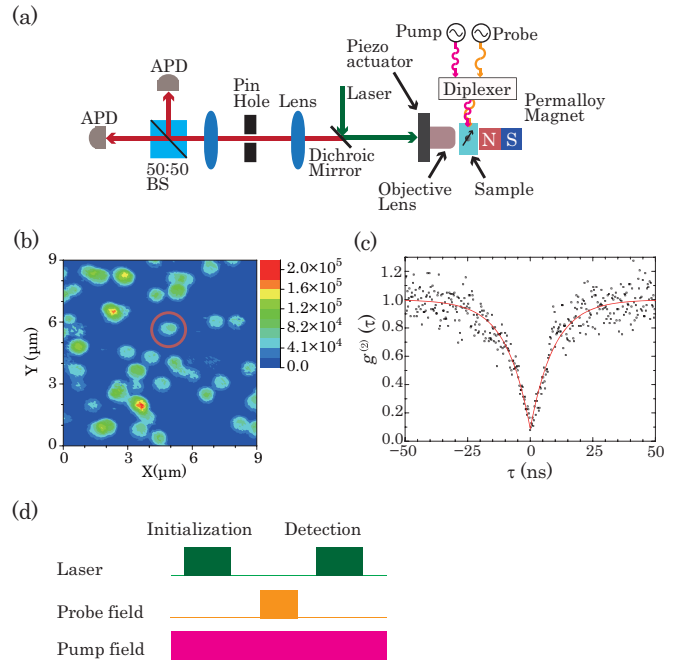 (a)
Pump
Probe
Piezo
actuator
APD
Pin
Hole
Lens
Laser
Diplexer
Permalloy
Magnet
APD
N S
50:50
BS
Dichroic
Mirror
Objective
Lens
Sample
(b)
(c)
9
6
3
0
Y (μm)
0 3 6 9
X(μm)
2.0×10⁵
1.6×10⁵
1.2×10⁵
8.2×10⁴
4.1×10⁴
0.0
1.2
1.0
0.8
0.6
0.4
0.2
0.0
g⁽²⁾(τ)
−50 −25 0 25 50
τ (ns)
(d)
Initialization Detection
Laser
Probe field
Pump field